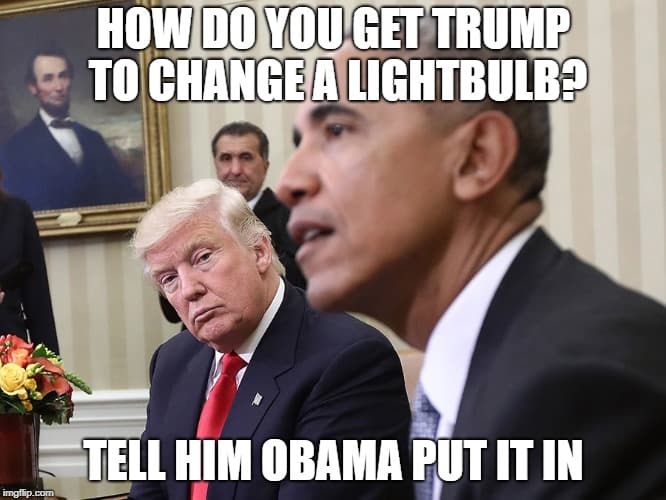 HOW DO YOU GET TRUMP
TO CHANGE A LIGHTBULB?
TELL HIM OBAMA PUT IT IN
imgflip.com